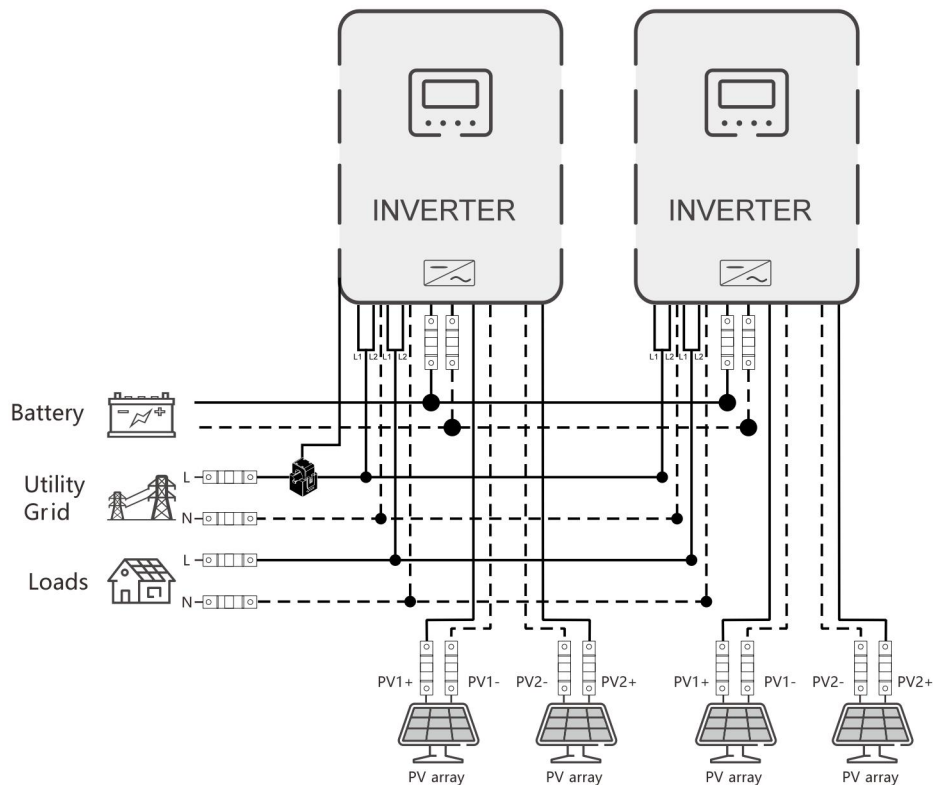 INVERTER
INVERTER
L1 L2 L1 L2
L1 L2 L1 L2
Battery
Utility
Grid
L
N
Loads
L
N
PV1+ PV1- PV2- PV2+
PV1+ PV1- PV2- PV2+
PV array
PV array
PV array
PV array